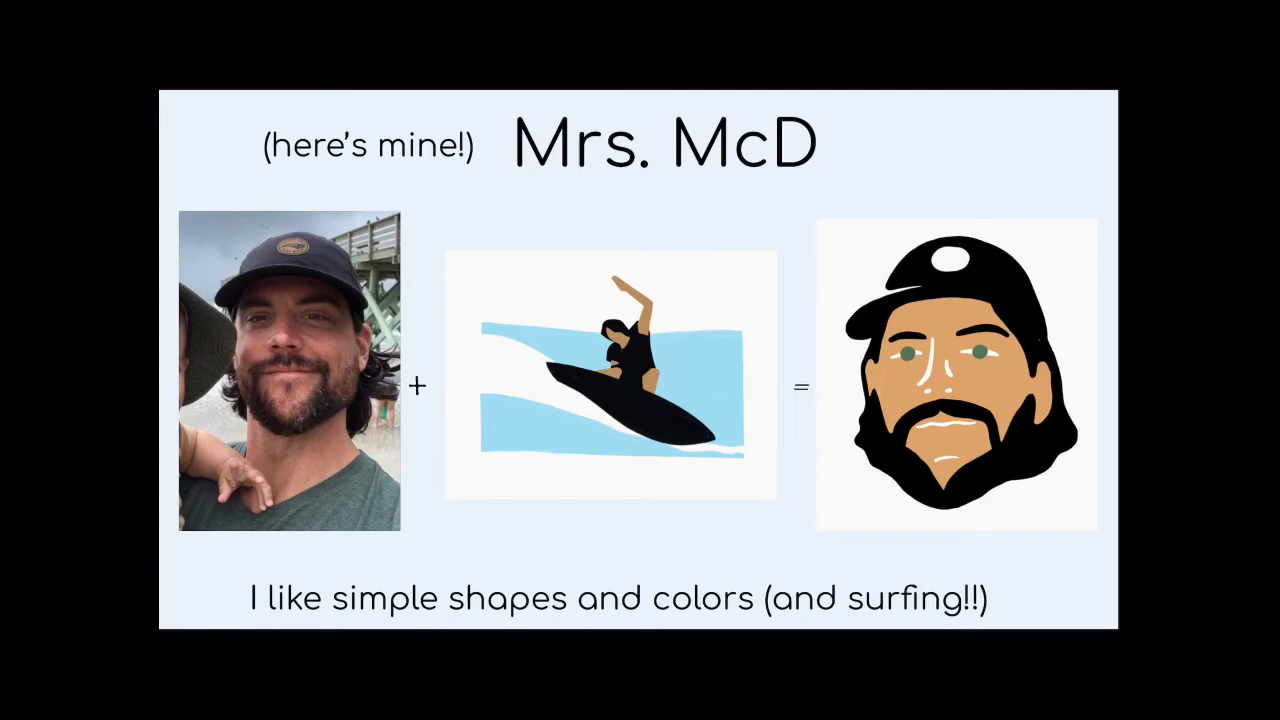 (here's mine!) Mrs. McD
+ =
I like simple shapes and colors (and surfing!!)